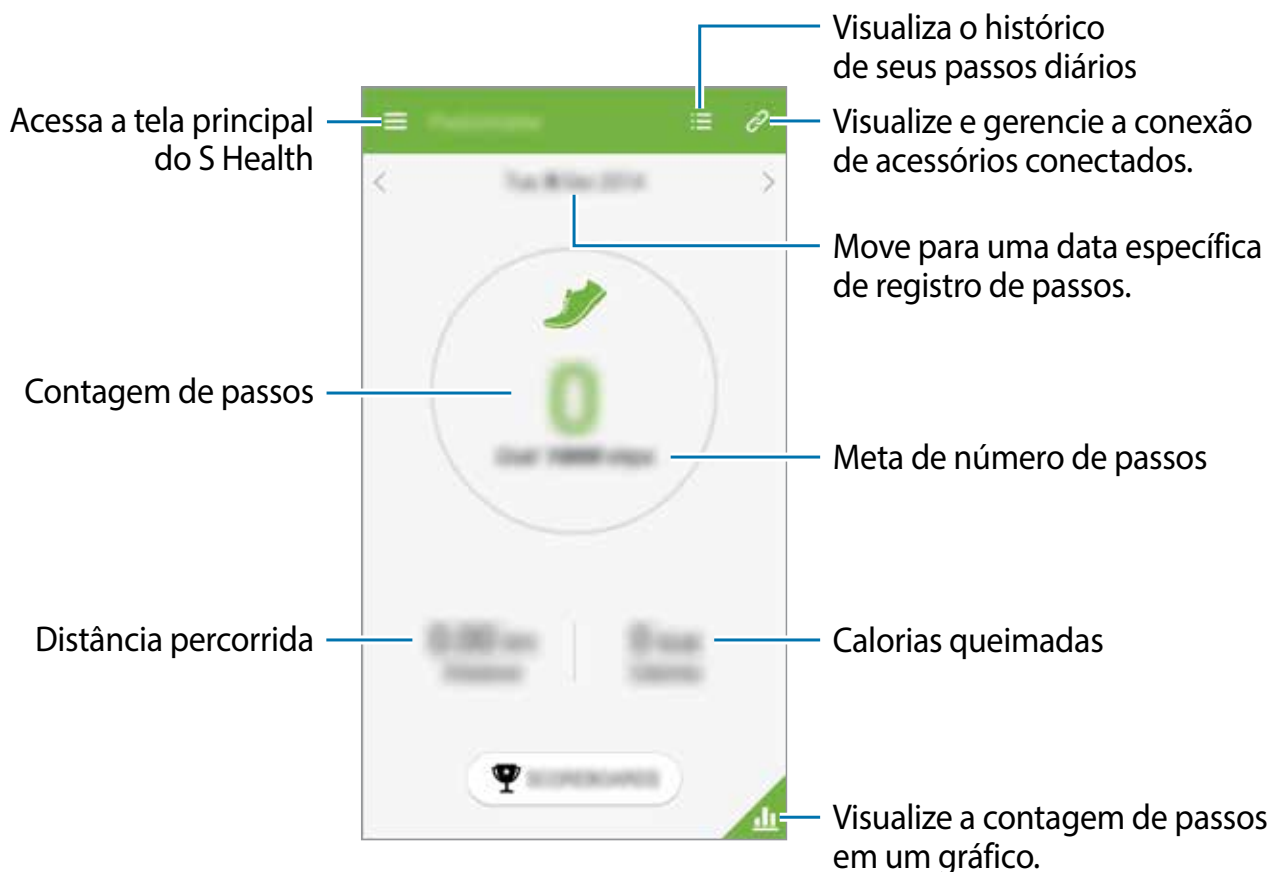 Visualiza o histórico
de seus passos diários
Acessa a tela principal
do S Health
Visualize e gerencie a conexão
de acessórios conectados.
Move para uma data específica
de registro de passos.
Contagem de passos
0
Meta de número de passos
Distância percorrida
Calorias queimadas
Visualize a contagem de passos
em um gráfico.